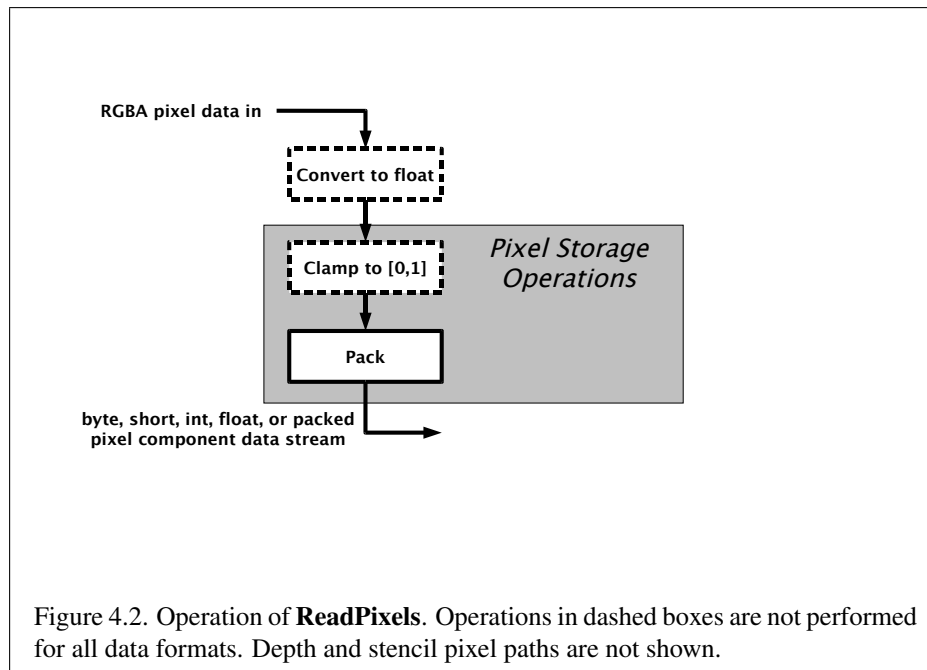 RGBA pixel data in
Convert to float
Pixel Storage
Operations
Clamp to [0,1]
Pack
byte, short, int, float, or packed
pixel component data stream
Figure 4.2. Operation of ReadPixels. Operations in dashed boxes are not performed
for all data formats. Depth and stencil pixel paths are not shown.